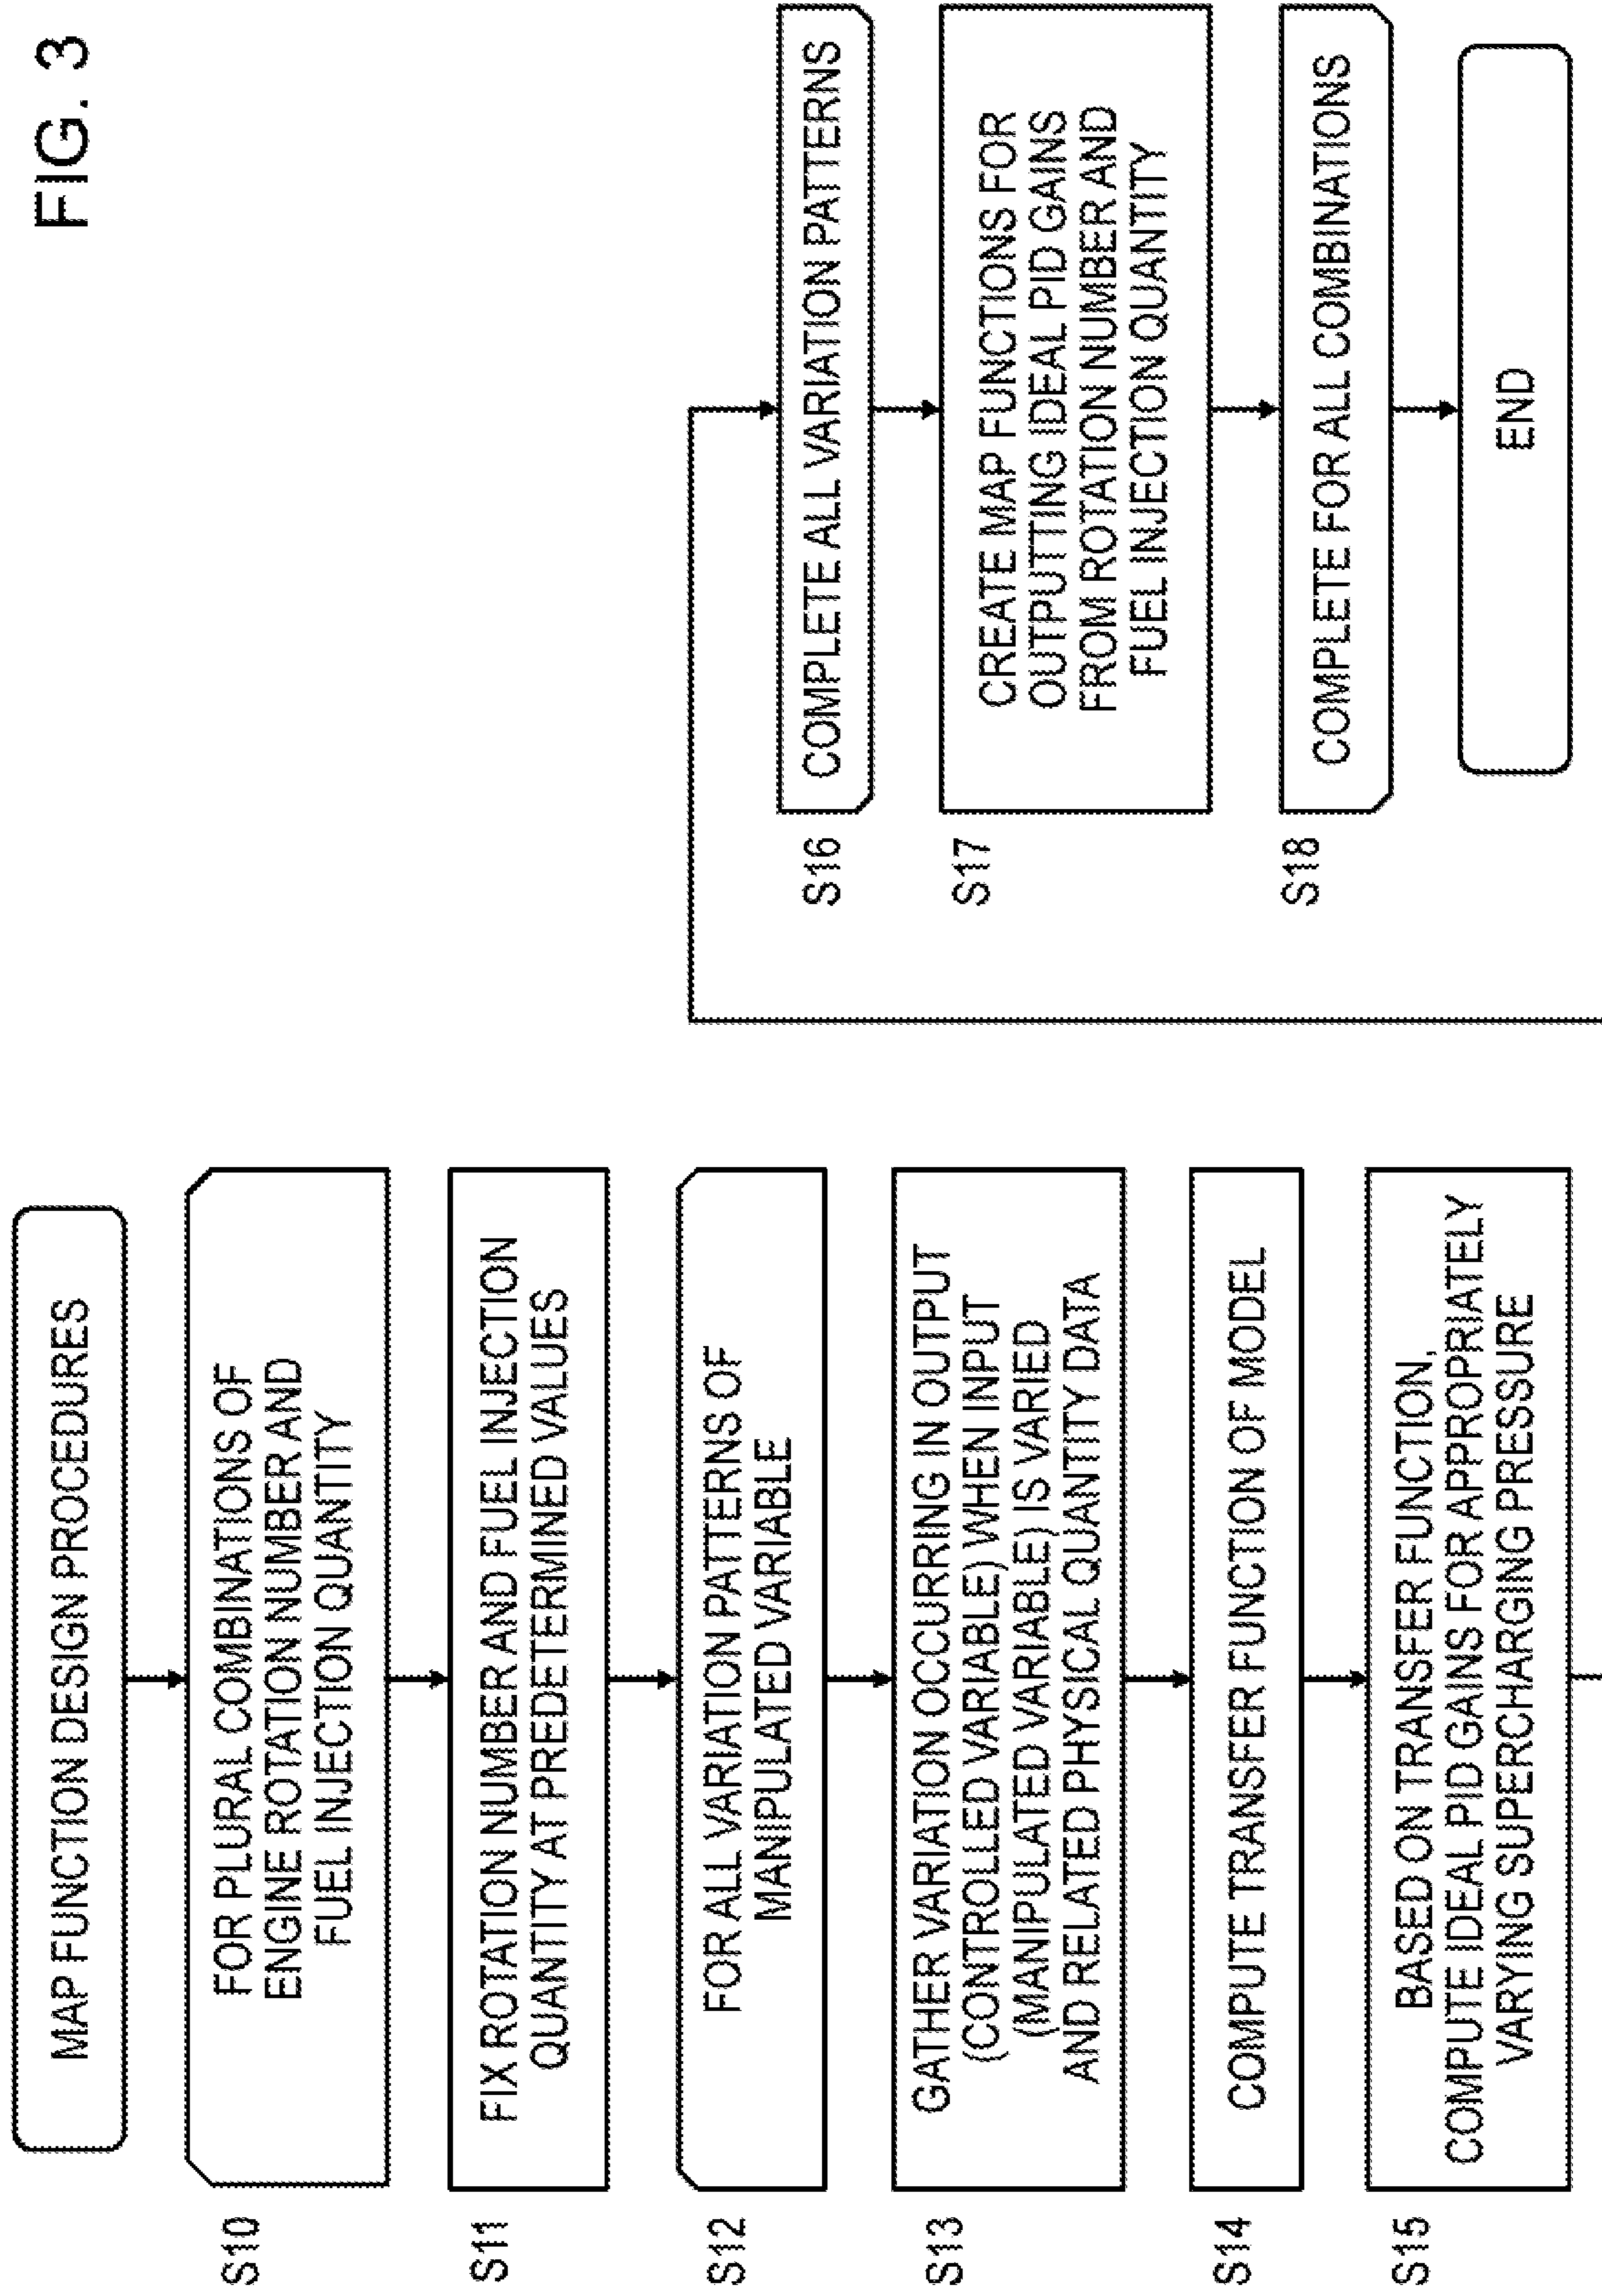 FIG. 3
MAP FUNCTION DESIGN PROCEDURES
S10
FOR PLURAL COMBINATIONS OF
ENGINE ROTATION NUMBER AND
FUEL INJECTION QUANTITY
S11
FIX ROTATION NUMBER AND FUEL INJECTION
QUANTITY AT PREDETERMINED VALUES
S12
FOR ALL VARIATION PATTERNS OF
MANIPULATED VARIABLE
S13
GATHER VARIATION OCCURRING IN OUTPUT
(CONTROLLED VARIABLE) WHEN INPUT
(MANIPULATED VARIABLE) IS VARIED
AND RELATED PHYSICAL QUANTITY DATA
S14
COMPUTE TRANSFER FUNCTION OF MODEL
S15
BASED ON TRANSFER FUNCTION,
COMPUTE IDEAL PID GAINS FOR APPROPRIATELY
VARYING SUPERCHARGING PRESSURE
S16
COMPLETE ALL VARIATION PATTERNS
S17
CREATE MAP FUNCTIONS FOR
OUTPUTTING IDEAL PID GAINS
FROM ROTATION NUMBER AND
FUEL INJECTION QUANTITY
S18
COMPLETE FOR ALL COMBINATIONS
END